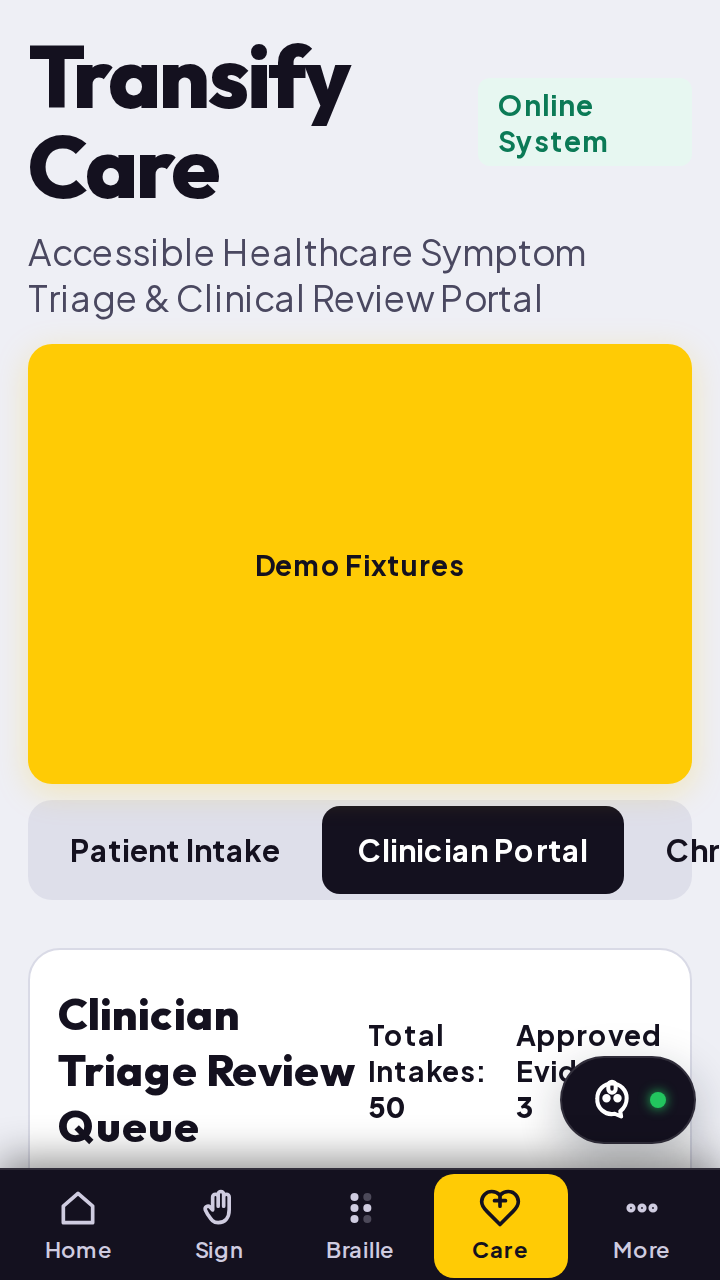 Transify
Care
Online
System
Accessible Healthcare Symptom
Triage & Clinical Review Portal
Demo Fixtures
Patient Intake
Clinician Portal
Clinician
Triage Review
Queue
Total
Intakes:
50
Approved
3
Home
Sign
Braille
Care
More